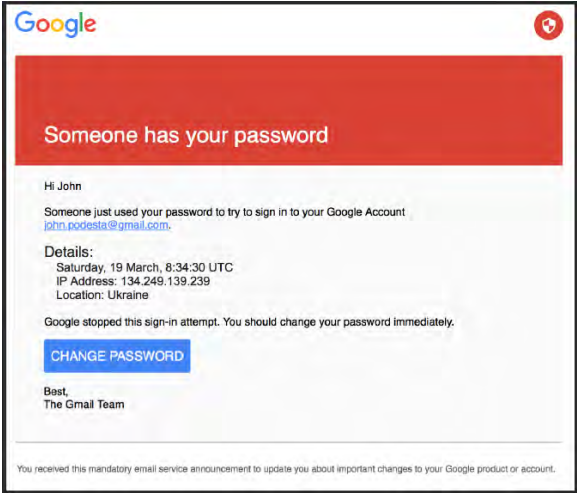 Google
Someone has your password
Hi John
Someone just used your password to try to sign in to your Google Account
john.podesta@gmail.com.
Details:
Saturday, 19 March, 8:34:30 UTC
IP Address: 134.249.139.239
Location: Ukraine
Google stopped this sign-in attempt. You should change your password immediately.
CHANGE PASSWORD
Best,
The Gmail Team
You received this mandatory email service announcement to update you about important changes to your Google product or account.